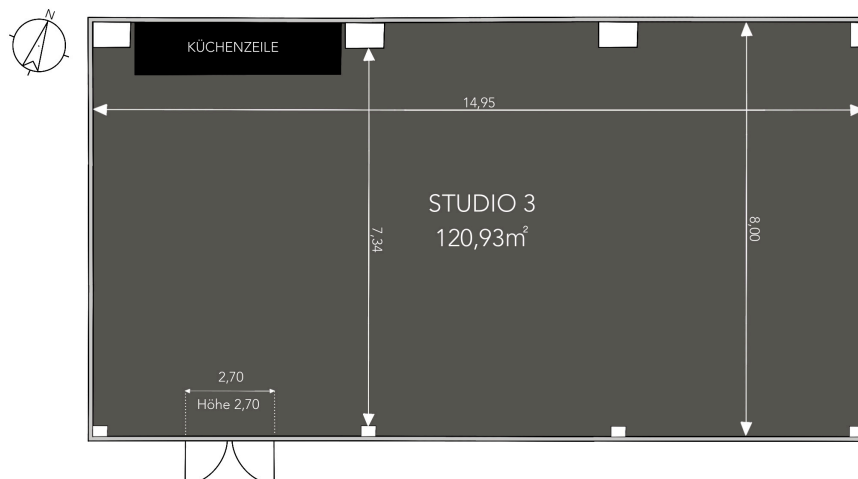 N
KÜCHENZEILE
14,95
STUDIO 3
120,93m²
7,34
8,00
2,70
Höhe 2,70